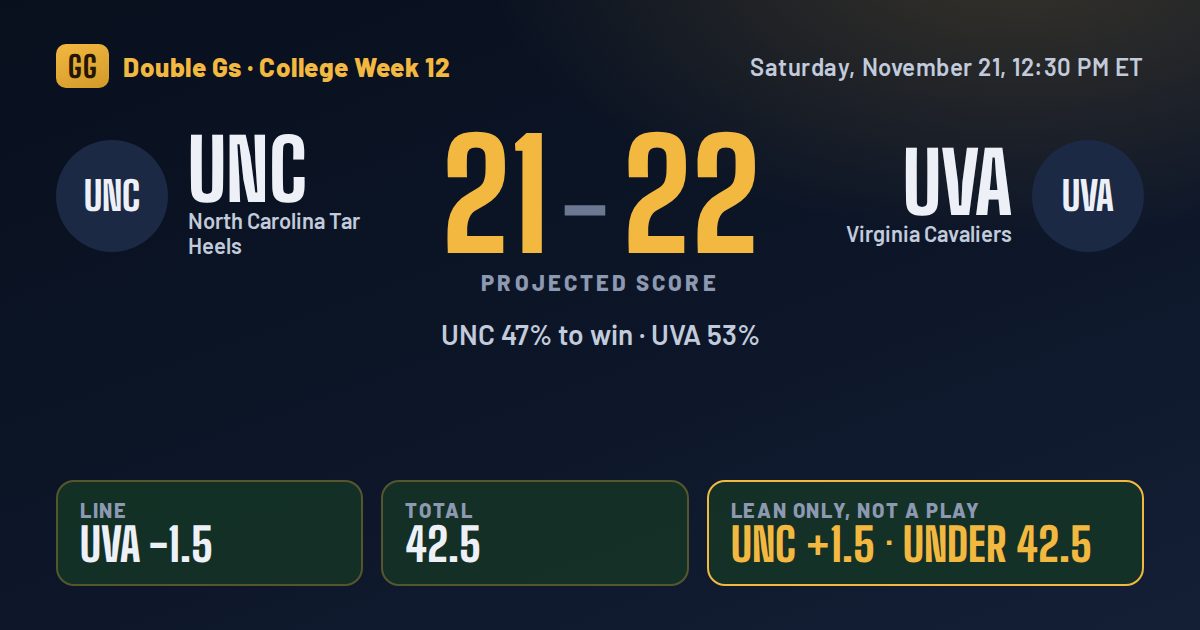 GG
Double Gs · College Week 12
Saturday, November 21, 12:30 PM ET
UNC
UNC
North Carolina Tar
Heels
21 – 22
PROJECTED SCORE
UNC 47% to win · UVA 53%
UVA
Virginia Cavaliers
UVA
LINE
UVA −1.5
TOTAL
42.5
LEAN ONLY, NOT A PLAY
UNC +1.5 · UNDER 42.5